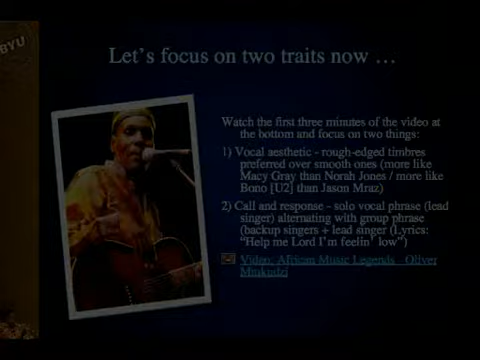 BYU
Let's focus on two traits now …
Watch the first three minutes of the video at
the bottom and focus on two things:
1) Vocal aesthetic - rough-edged timbres
preferred over smooth ones (more like
Macy Gray than Norah Jones / more like
Bono [U2] than Jason Mraz)
2) Call and response - solo vocal phrase (lead
singer) alternating with group phrase
(backup singers + lead singer (Lyrics:
"Help me Lord I'm feelin' low")
Video: African Music Legends - Oliver
Mtukudzi